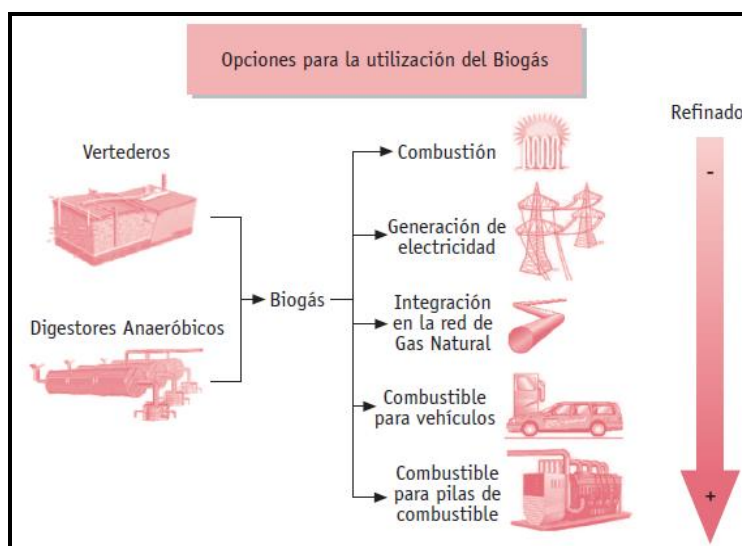 Opciones para la utilización del Biogás
Refinado
Vertederos
Digestores Anaeróbicos
Biogás
Combustión
Generación de
electricidad
Integración
en la red de
Gas Natural
Combustible
para vehículos
Combustible
para pilas de
combustible
-
+